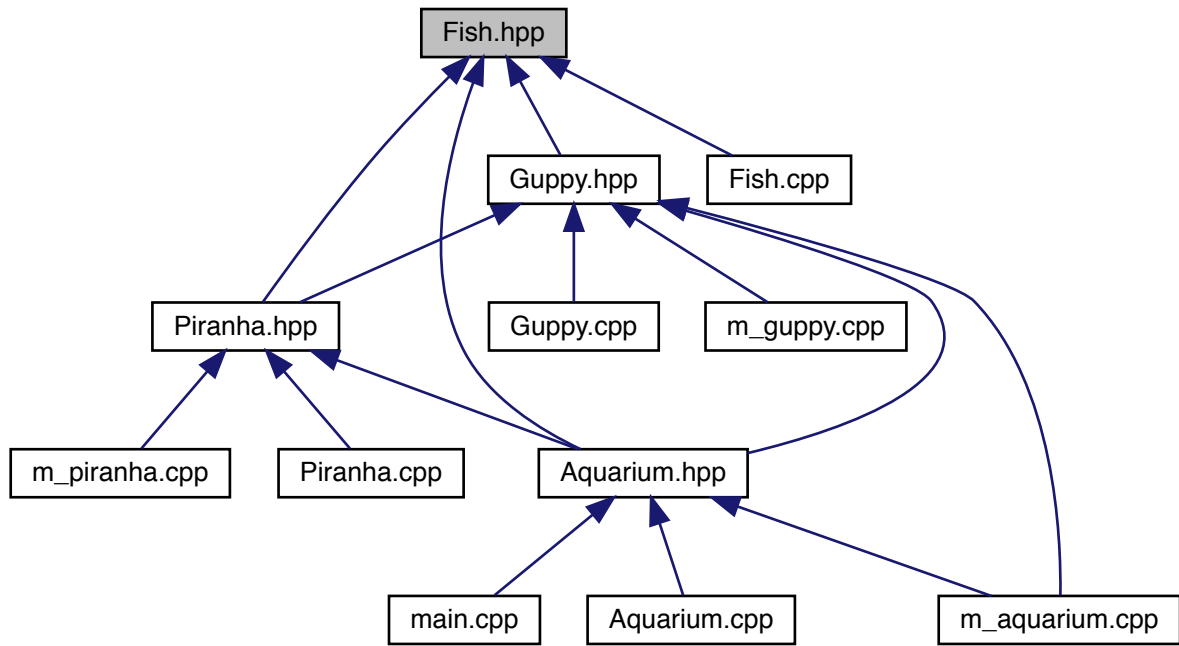 Fish.hpp
Guppy.hpp
Fish.cpp
Piranha.hpp
Guppy.cpp
m_guppy.cpp
m_piranha.cpp
Piranha.cpp
Aquarium.hpp
main.cpp
Aquarium.cpp
m_aquarium.cpp